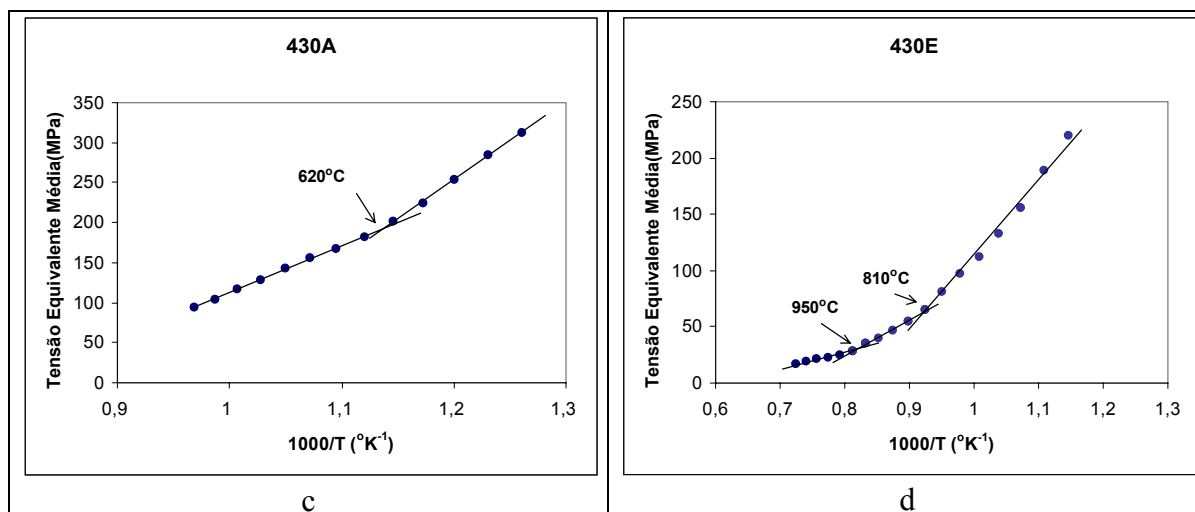 430A
Tensão Equivalente Média(MPa)
350
300
250
200
150
100
50
0
620°C
0,9
1
1,1
1,2
1,3
1000/T (°K⁻¹)
c
430E
Tensão Equivalente Média(MPa)
250
200
150
100
50
0
810°C
950°C
0,6
0,7
0,8
0,9
1
1,1
1,2
1,3
1000/T (°K⁻¹)
d